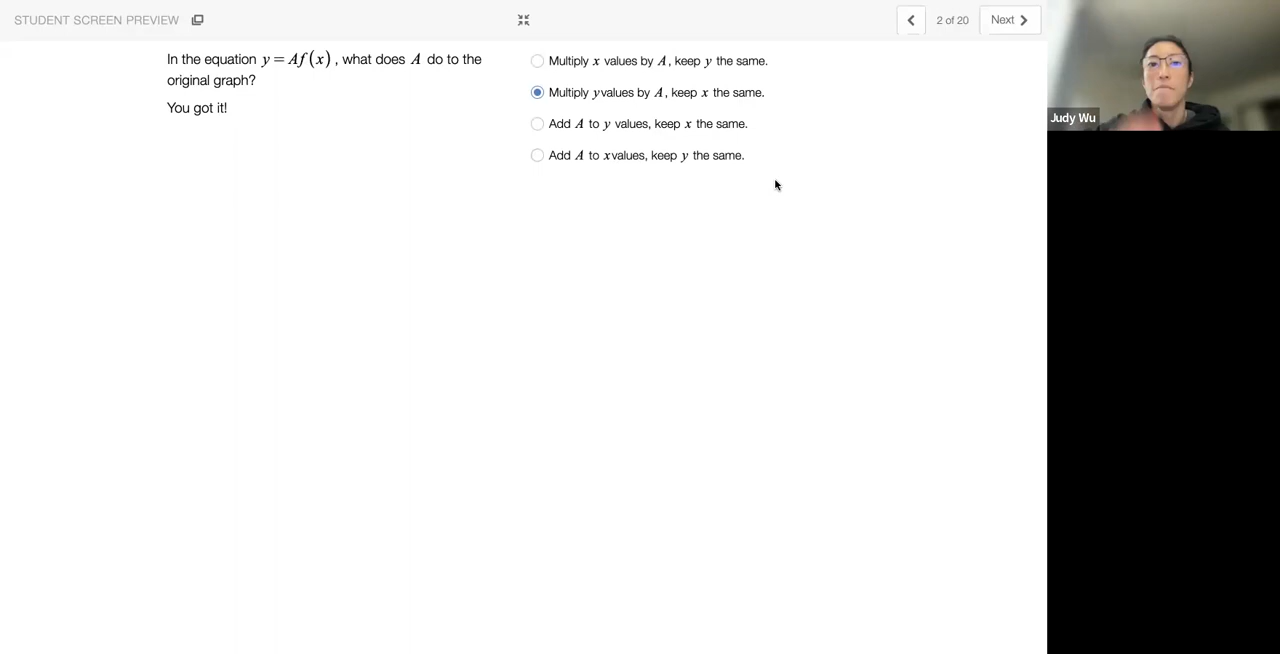 STUDENT SCREEN PREVIEW
2 of 20
Next
In the equation y = Af(x), what does A do to the
original graph?
You got it!
Multiply x values by A, keep y the same.
Multiply yvalues by A, keep x the same.
Add A to y values, keep x the same.
Add A to xvalues, keep y the same.
Judy Wu